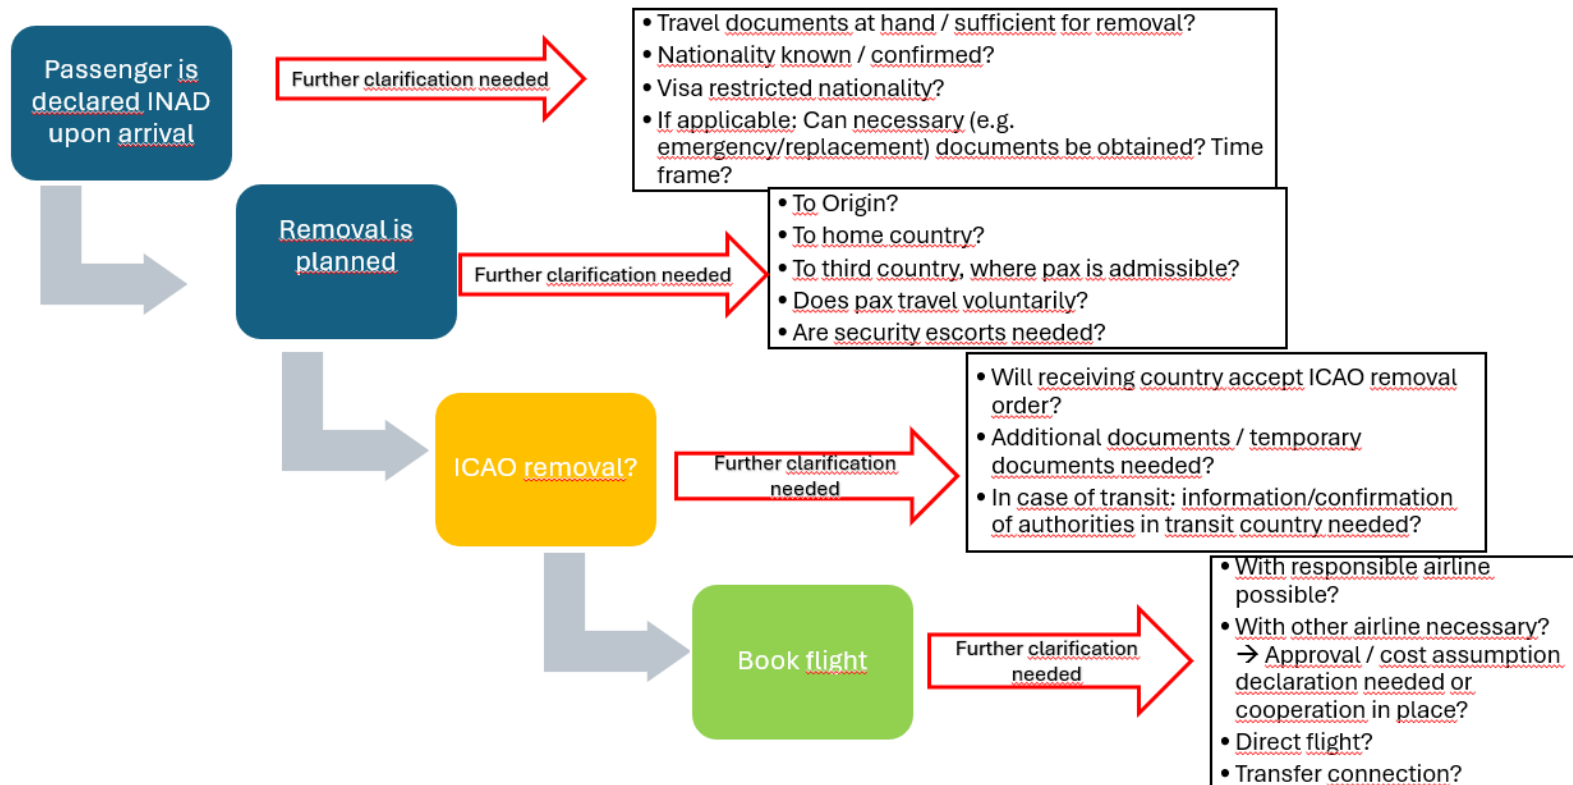 Passenger is
declared INAD
upon arrival
Further clarification needed
• Travel documents at hand / sufficient for removal?
• Nationality known / confirmed?
• Visa restricted nationality?
• If applicable: Can necessary (e.g.
emergency/replacement) documents be obtained? Time
frame?
Removal is
planned
Further clarification needed
• To Origin?
• To home country?
• To third country, where pax is admissible?
• Does pax travel voluntarily?
• Are security escorts needed?
ICAO removal?
Further clarification
needed
• Will receiving country accept ICAO removal
order?
• Additional documents / temporary
documents needed?
• In case of transit: information/confirmation
of authorities in transit country needed?
Book flight
Further clarification
needed
• With responsible airline
possible?
• With other airline necessary?
→ Approval / cost assumption
declaration needed or
cooperation in place?
• Direct flight?
• Transfer connection?